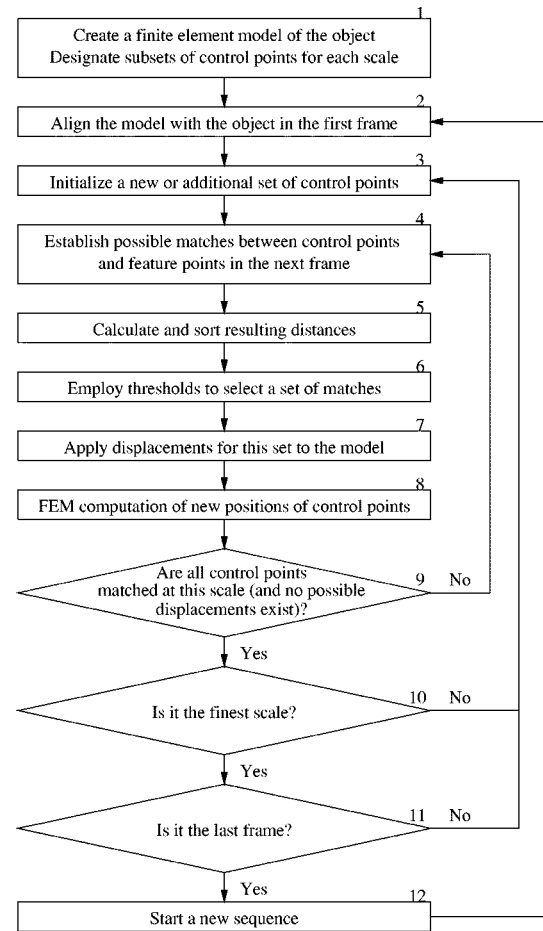 1
Create a finite element model of the object
Designate subsets of control points for each scale
2
Align the model with the object in the first frame
3
Initialize a new or additional set of control points
4
Establish possible matches between control points
and feature points in the next frame
5
Calculate and sort resulting distances
6
Employ thresholds to select a set of matches
7
Apply displacements for this set to the model
8
FEM computation of new positions of control points
Are all control points
matched at this scale (and no possible
displacements exist)?
9 No
Yes
10 No
Is it the finest scale?
Yes
11 No
Is it the last frame?
Yes
12
Start a new sequence